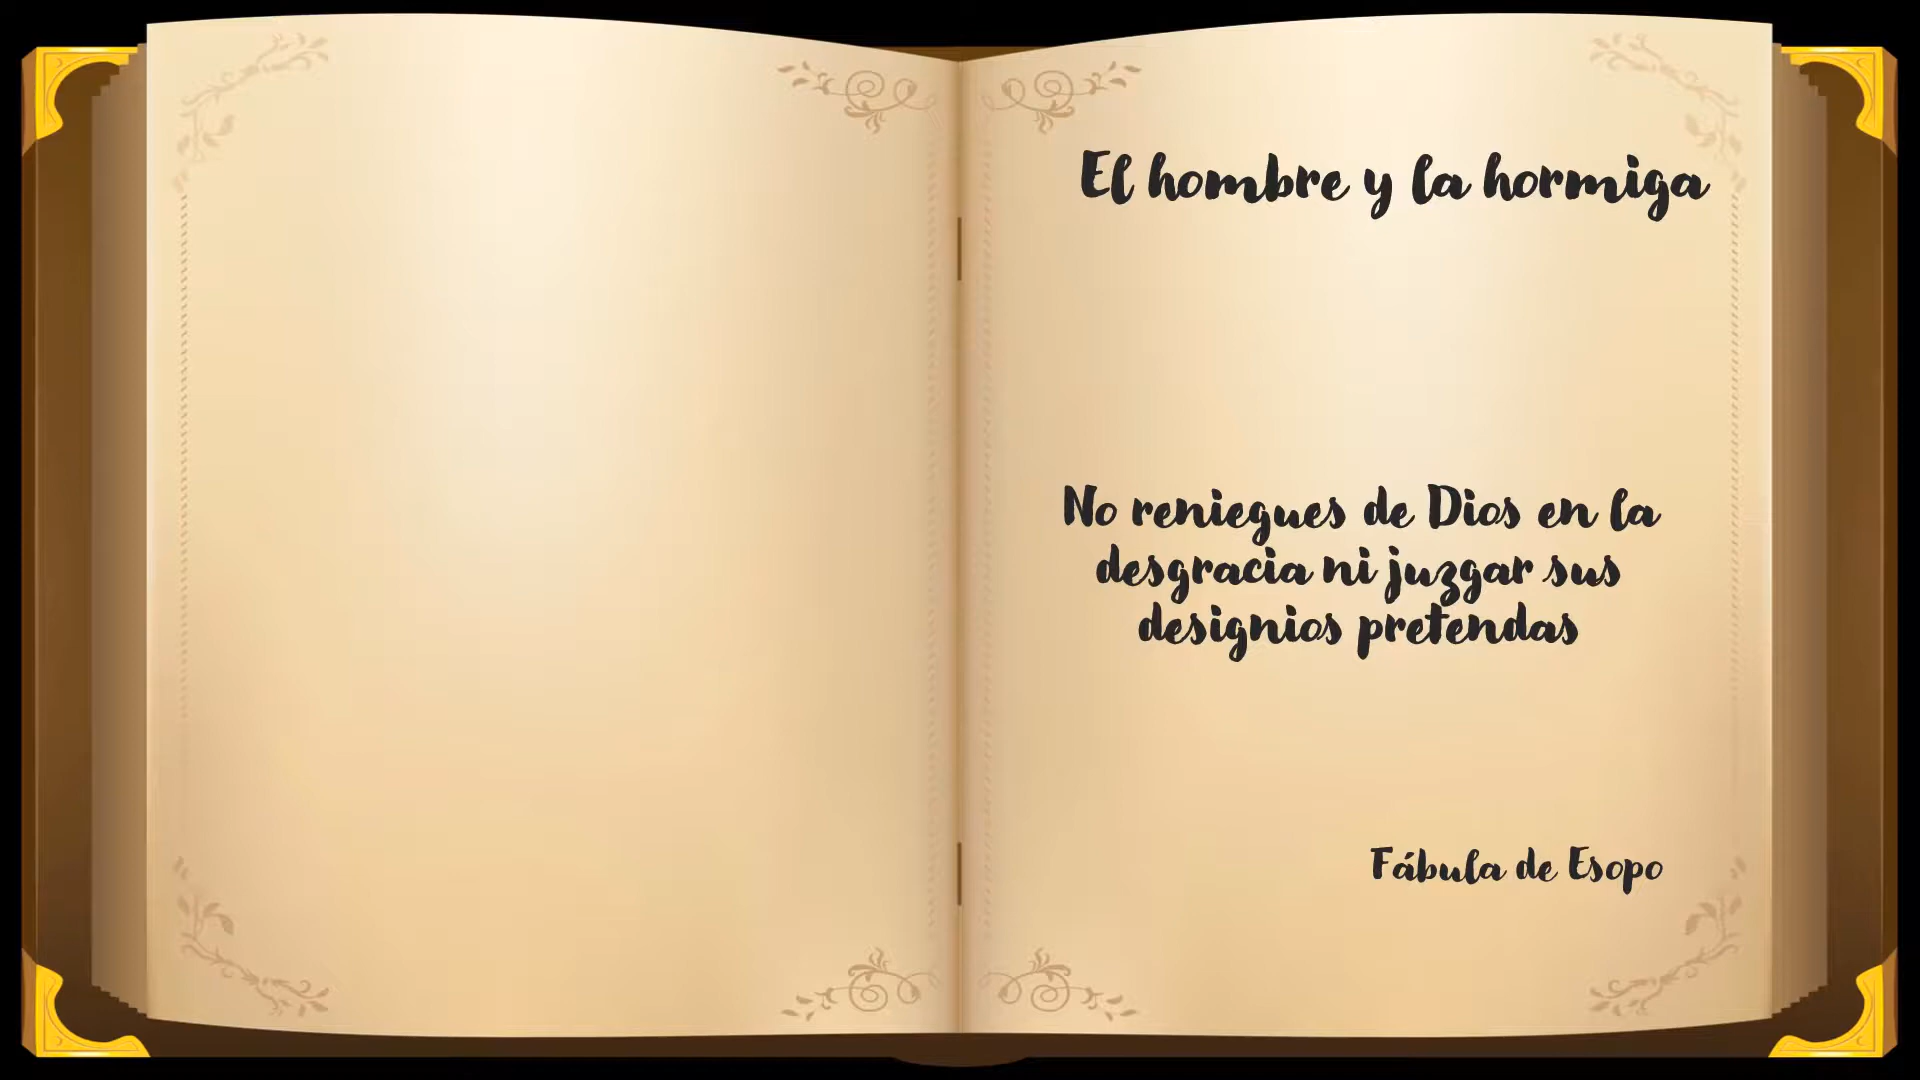 El hombre y la hormiga
No reniegues de Dios en la
desgracia ni juzgar sus
designios pretendas
Fábula de Esopo